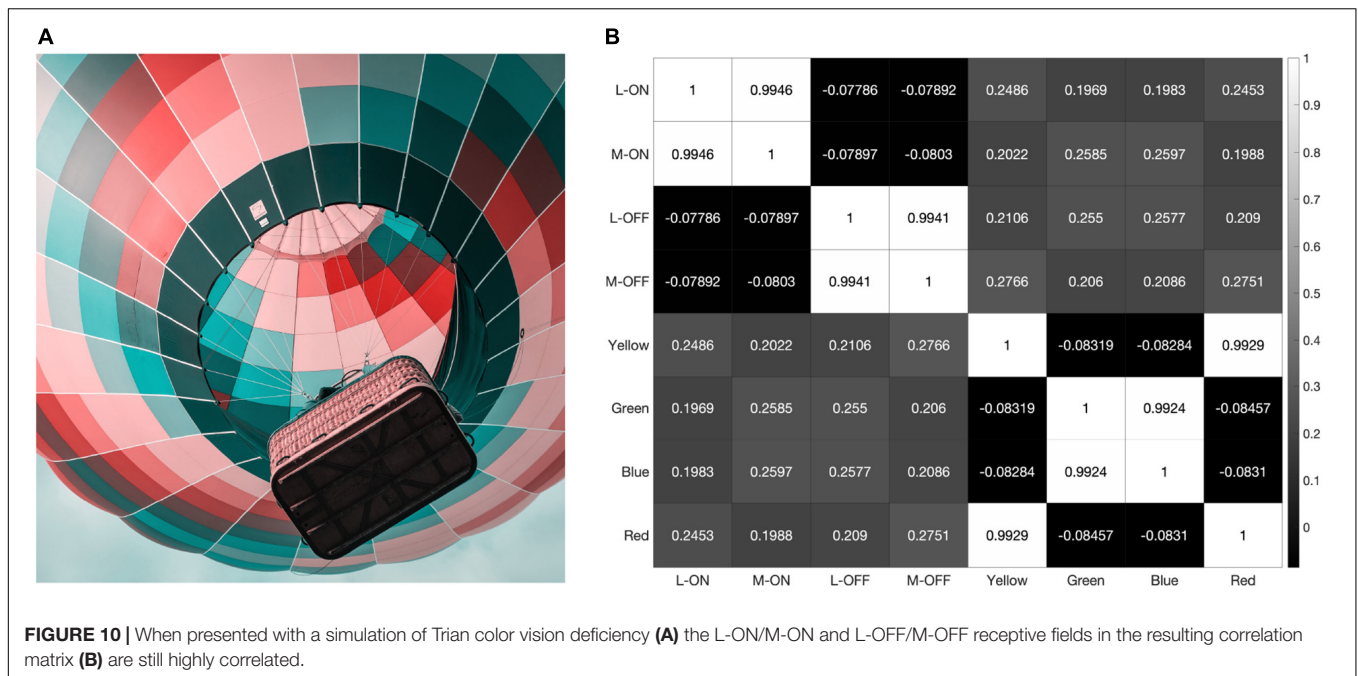 A
B
L-ON 1 0.9946 -0.07786 -0.07892 0.2486 0.1969 0.1983 0.2453
M-ON 0.9946 1 -0.07897 -0.0803 0.2022 0.2585 0.2597 0.1988
L-OFF -0.07786 -0.07897 1 0.9941 0.2106 0.255 0.2577 0.209
M-OFF -0.07892 -0.0803 0.9941 1 0.2766 0.206 0.2086 0.2751
Yellow 0.2486 0.2022 0.2106 0.2766 1 -0.08319 -0.08284 0.9929
Green 0.1969 0.2585 0.255 0.206 -0.08319 1 0.9924 -0.08457
Blue 0.1983 0.2597 0.2577 0.2086 -0.08284 0.9924 1 -0.0831
Red 0.2453 0.1988 0.209 0.2751 0.9929 -0.08457 -0.0831 1
L-ON M-ON L-OFF M-OFF Yellow Green Blue Red
1
0.9
0.8
0.7
0.6
0.5
0.4
0.3
0.2
0.1
0
FIGURE 10 | When presented with a simulation of Trian color vision deficiency (A) the L-ON/M-ON and L-OFF/M-OFF receptive fields in the resulting correlation
matrix (B) are still highly correlated.